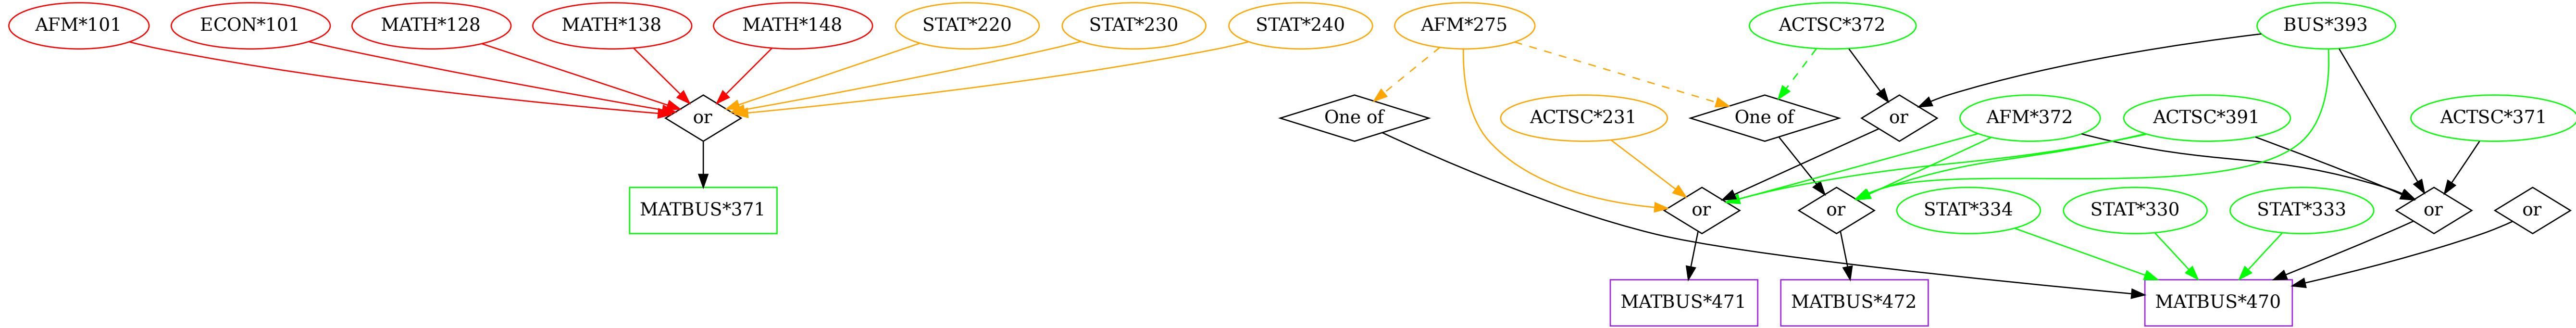 AFM*101
ECON*101
MATH*128
MATH*138
MATH*148
STAT*220
STAT*230
STAT*240
AFM*275
ACTSC*372
BUS*393
or
One of
ACTSC*231
One of
or
AFM*372
ACTSC*391
ACTSC*371
MATBUS*371
or
or
STAT*334
STAT*330
STAT*333
or
or
MATBUS*471
MATBUS*472
MATBUS*470